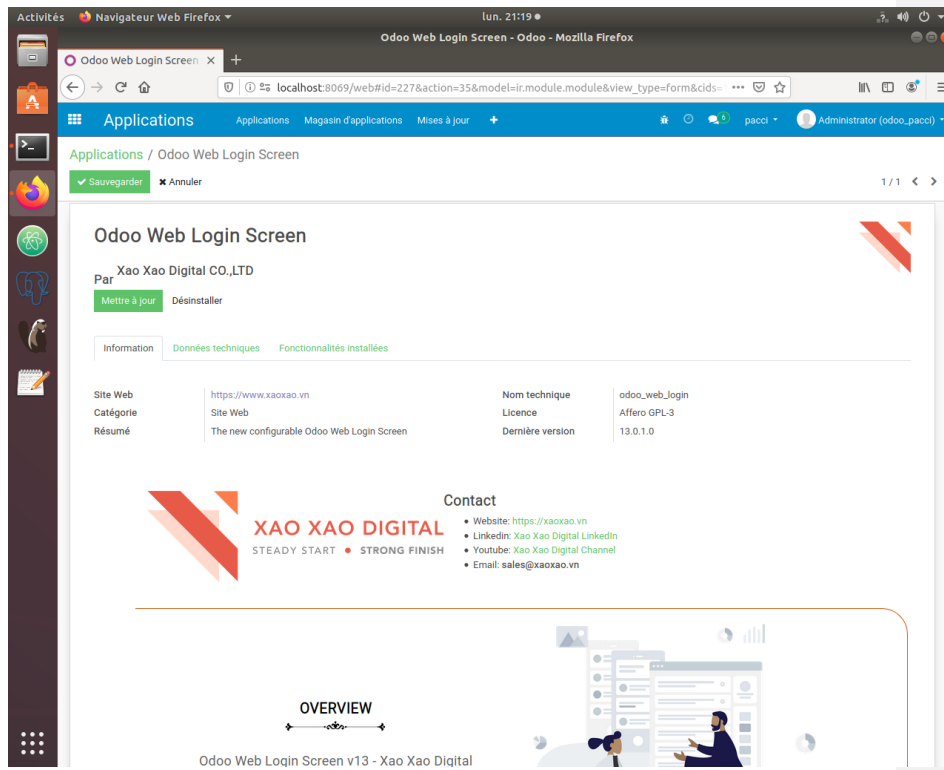 Activités Navigateur Web Firefox lun. 21:19
Odoo Web Login Screen - Odoo - Mozilla Firefox
Odoo Web Login Screen
localhost:8069/web#id=227&action=35&model=ir.module.module&view_type=form&cids=
Applications Applications Magasin d'applications Mises à jour 6 pacci Administrator (odoo_pacci)
Applications / Odoo Web Login Screen
Sauvegarder Annuler 1 / 1
Odoo Web Login Screen
Par Xao Xao Digital CO.,LTD
Mettre à jour Désinstaller
Information Données techniques Fonctionnalités installées
Site Web https://www.xaoxao.vn Nom technique odoo_web_login
Catégorie Site Web Licence Affero GPL-3
Résumé The new configurable Odoo Web Login Screen Dernière version 13.0.1.0
Contact
XAO XAO DIGITAL
STEADY START • STRONG FINISH
• Website: https://xaoxao.vn
• Linkedin: Xao Xao Digital LinkedIn
• Youtube: Xao Xao Digital Channel
• Email: sales@xaoxao.vn
OVERVIEW
Odoo Web Login Screen v13 - Xao Xao Digital